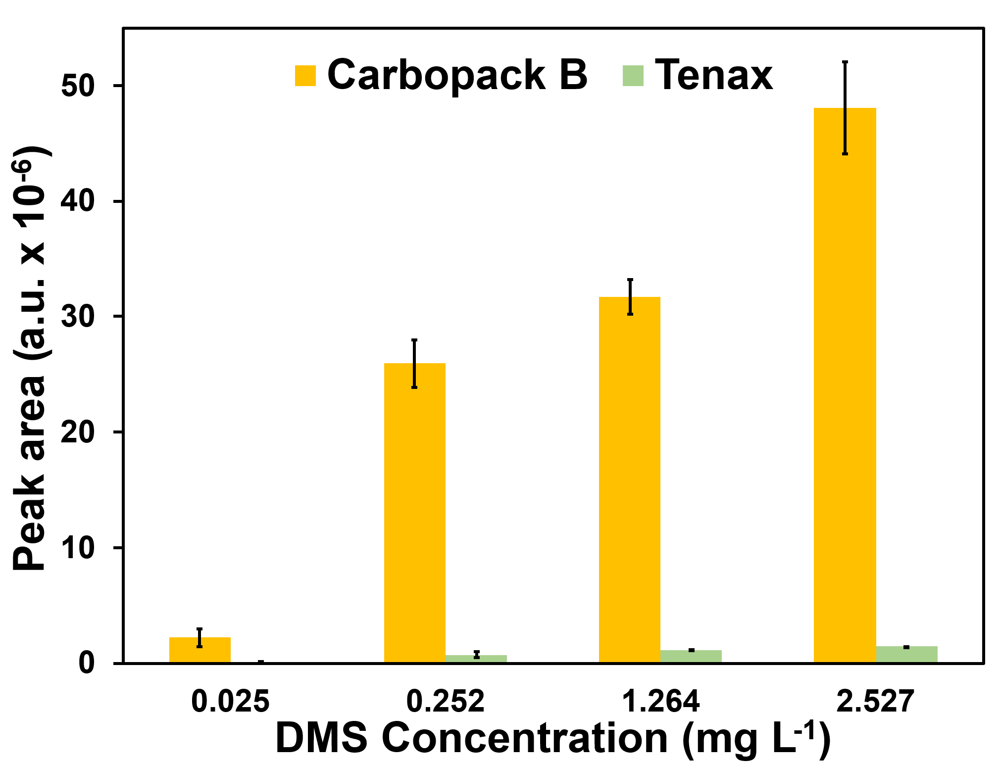 Carbopack B
Tenax
Peak area (a.u. x 10⁻⁶)
50
40
30
20
10
0
0.025 0.252 1.264 2.527
DMS Concentration (mg L⁻¹)